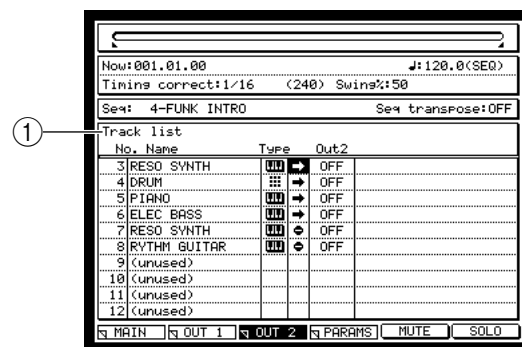 Now:001.01.00 ♩:120.0(SEQ)
Timing correct:1/16 (240) Swing%:50
Seq: 4-FUNK INTRO Seq transpose:OFF
1
Track list
No. Name Type Out2
3 RESO SYNTH OFF
4 DRUM OFF
5 PIANO OFF
6 ELEC BASS OFF
7 RESO SYNTH OFF
8 RYTHM GUITAR OFF
9 (unused)
10 (unused)
11 (unused)
12 (unused)
MAIN OUT 1 OUT 2 PARAMS MUTE SOLO